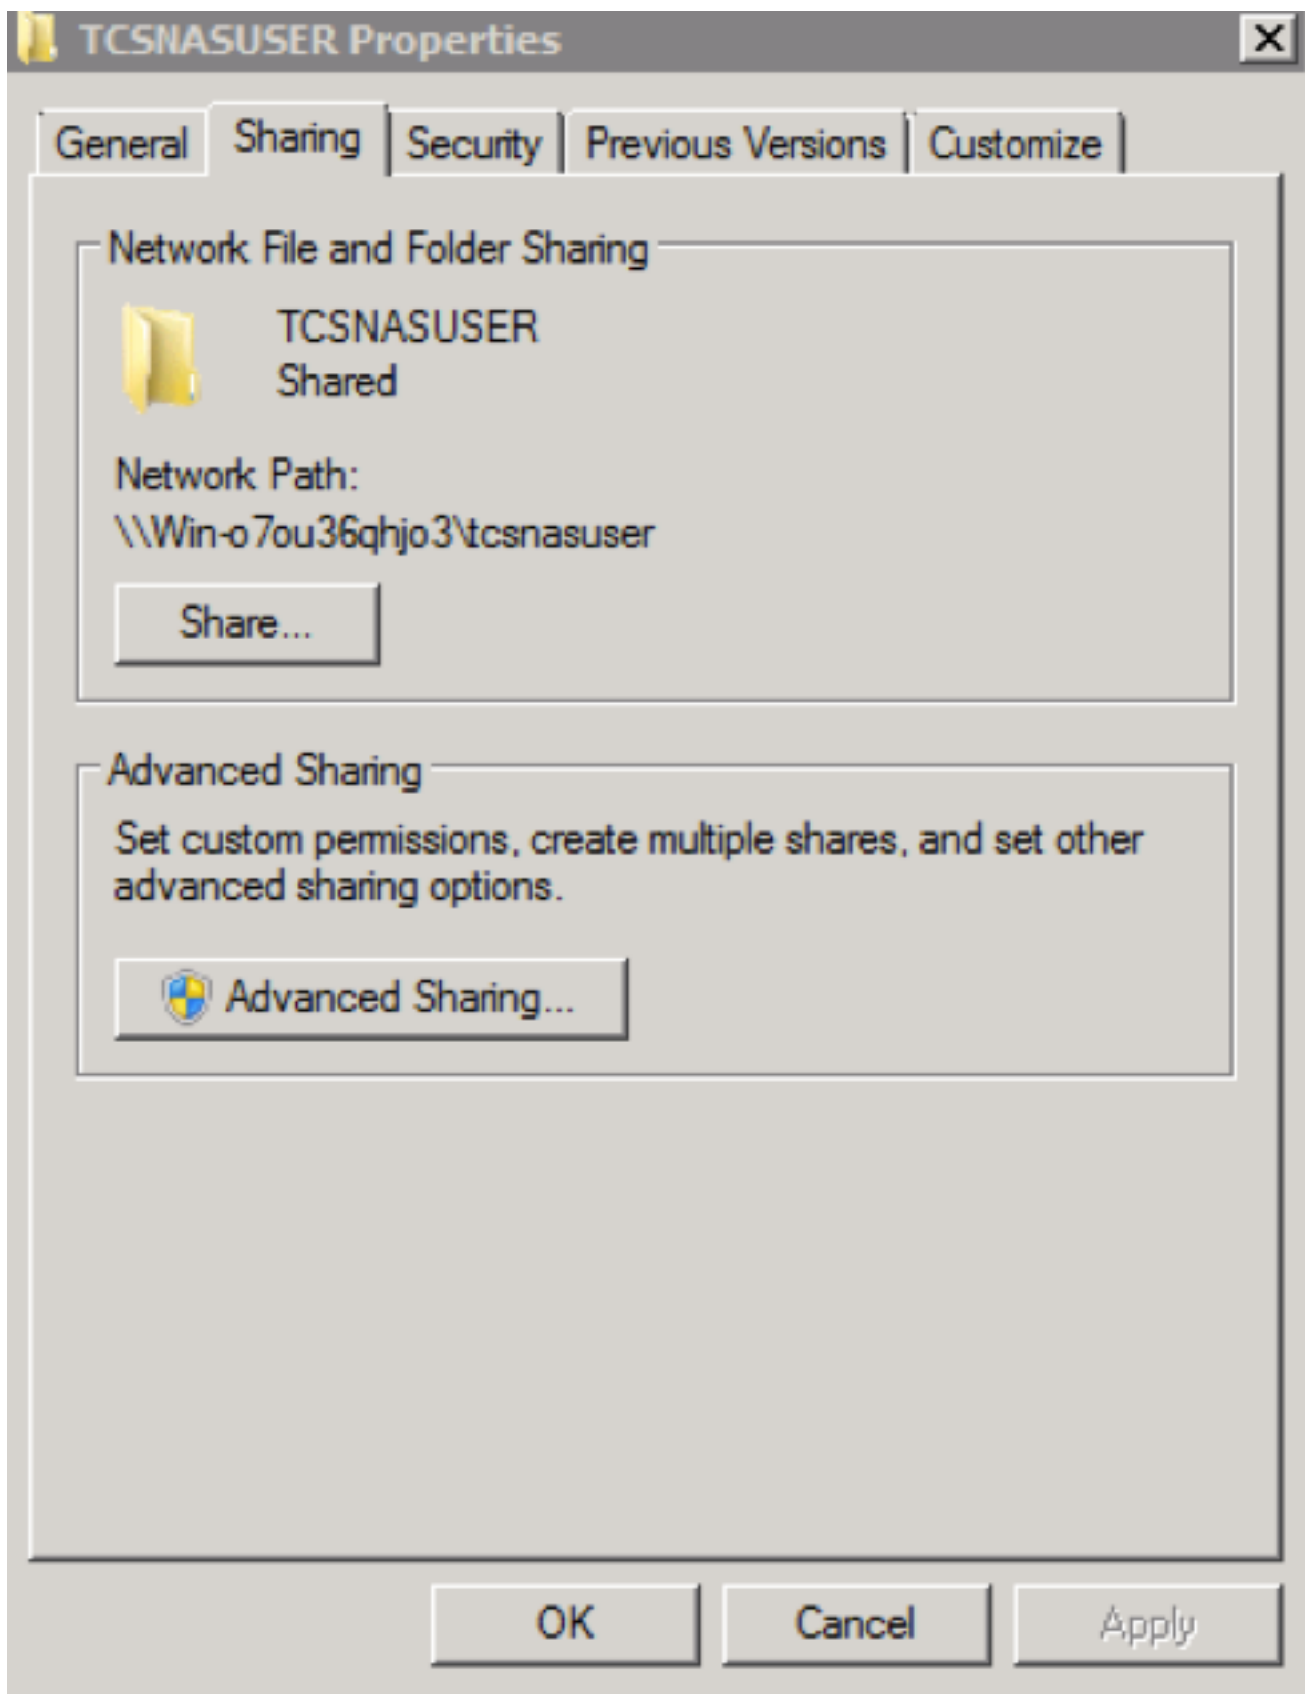 TCSNASUSER Properties
General Sharing Security Previous Versions Customize
Network File and Folder Sharing
TCSNASUSER
Shared
Network Path:
\\Win-o7ou36qhjo3\tcsnasuser
Share...
Advanced Sharing
Set custom permissions, create multiple shares, and set other
advanced sharing options.
Advanced Sharing...
OK Cancel Apply